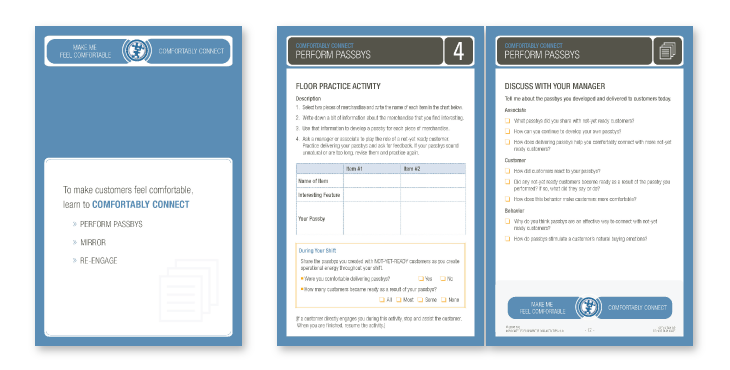 MAKE ME
FEEL COMFORTABLE
COMFORTABLY CONNECT
To make customers feel comfortable,
learn to COMFORTABLY CONNECT
» PERFORM PASSBYS
» MIRROR
» RE-ENGAGE
COMFORTABLY CONNECT
PERFORM PASSBYS
4
FLOOR PRACTICE ACTIVITY
Description
1. Select two pieces of merchandise and write the name of each item in the chart below.
2. Write down a bit of information about the merchandise that you find interesting.
3. Use that information to develop a passby for each piece of merchandise.
4. Ask a manager or associate to play the role of a not-yet-ready customer.
Practice delivering your passbys and ask for feedback. If your passbys sound
unnatural or are too long, revise them and practice again.
Item #1
Item #2
Name of Item
Interesting Feature
Your Passby
During Your Shift
Share the passbys you created with NOT-YET-READY customers as you create
operational energy throughout your shift.
• Were you comfortable delivering passbys? ❑ Yes ❑ No
• How many customers became ready as a result of your passbys?
❑ All ❑ Most ❑ Some ❑ None
(If a customer directly engages you during this activity, stop and assist the customer.
When you are finished, resume the activity.)
COMFORTABLY CONNECT
PERFORM PASSBYS
DISCUSS WITH YOUR MANAGER
Tell me about the passbys you developed and delivered to customers today.
Associate
❑ What passbys did you share with not-yet-ready customers?
❑ How can you continue to develop your own passbys?
❑ How does delivering passbys help you comfortably connect with more not-yet-
ready customers?
Customer
❑ How did customers react to your passbys?
❑ Did any not-yet-ready customers become ready as a result of the passby you
performed? If so, what did they say or do?
❑ How does this behavior make customers more comfortable?
Behavior
❑ Why do you think passbys are an effective way to connect with not-yet-
ready customers?
❑ How do passbys stimulate a customer's natural buying emotions?
MAKE ME
FEEL COMFORTABLE
COMFORTABLY CONNECT